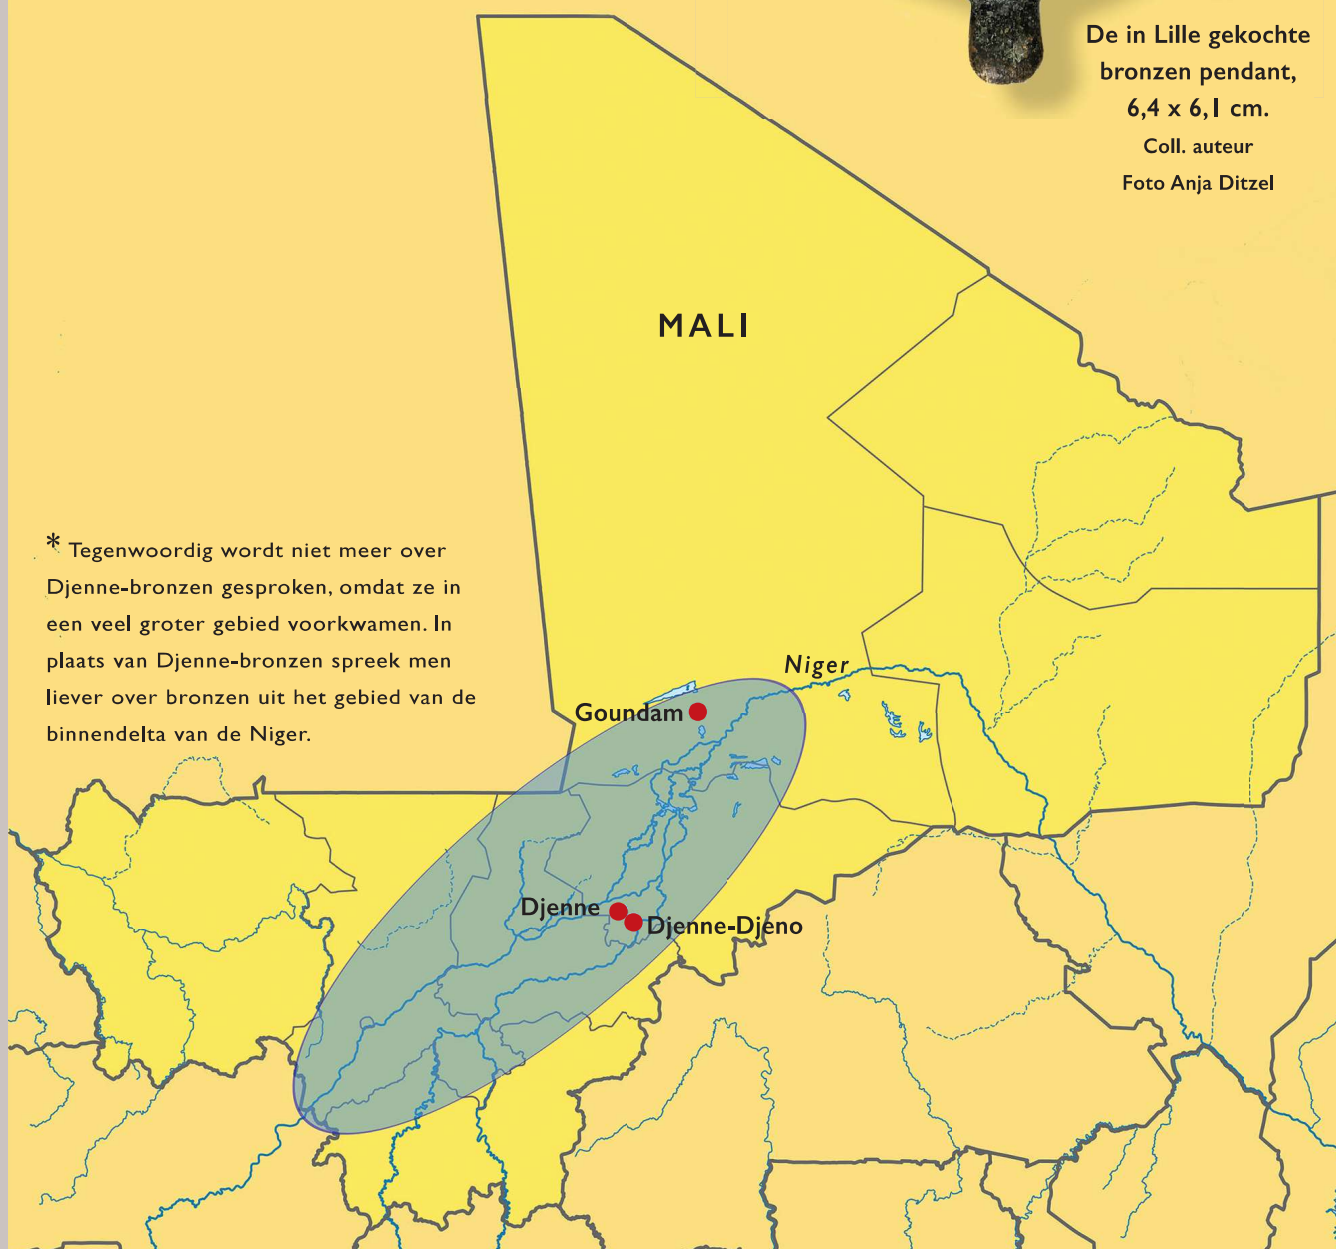 De in Lille gekochte
bronzen pendant,
6,4 x 6,1 cm.
Coll. auteur
Foto Anja Ditzel
MALI
* Tegenwoordig wordt niet meer over
Djenne-bronzen gesproken, omdat ze in
een veel groter gebied voorkwamen. In
plaats van Djenne-bronzen spreek men
liever over bronzen uit het gebied van de
binnendelta van de Niger.
Niger
Goundam
Djenne
Djenne-Djeno